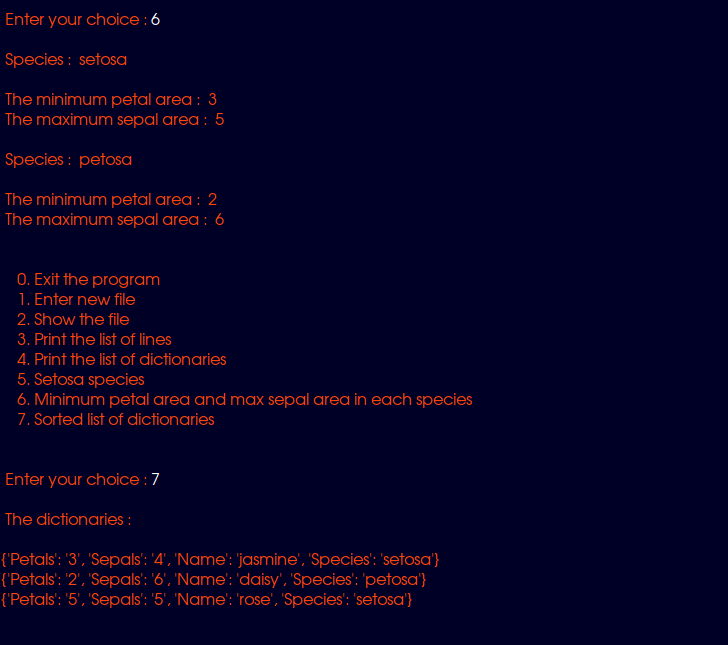 Enter your choice : 6
Species :  setosa
The minimum petal area :  3
The maximum sepal area :  5
Species :  petosa
The minimum petal area :  2
The maximum sepal area :  6
0. Exit the program
1. Enter new file
2. Show the file
3. Print the list of lines
4. Print the list of dictionaries
5. Setosa species
6. Minimum petal area and max sepal area in each species
7. Sorted list of dictionaries
Enter your choice : 7
The dictionaries :
{'Petals': '3', 'Sepals': '4', 'Name': 'jasmine', 'Species': 'setosa'}
{'Petals': '2', 'Sepals': '6', 'Name': 'daisy', 'Species': 'petosa'}
{'Petals': '5', 'Sepals': '5', 'Name': 'rose', 'Species': 'setosa'}